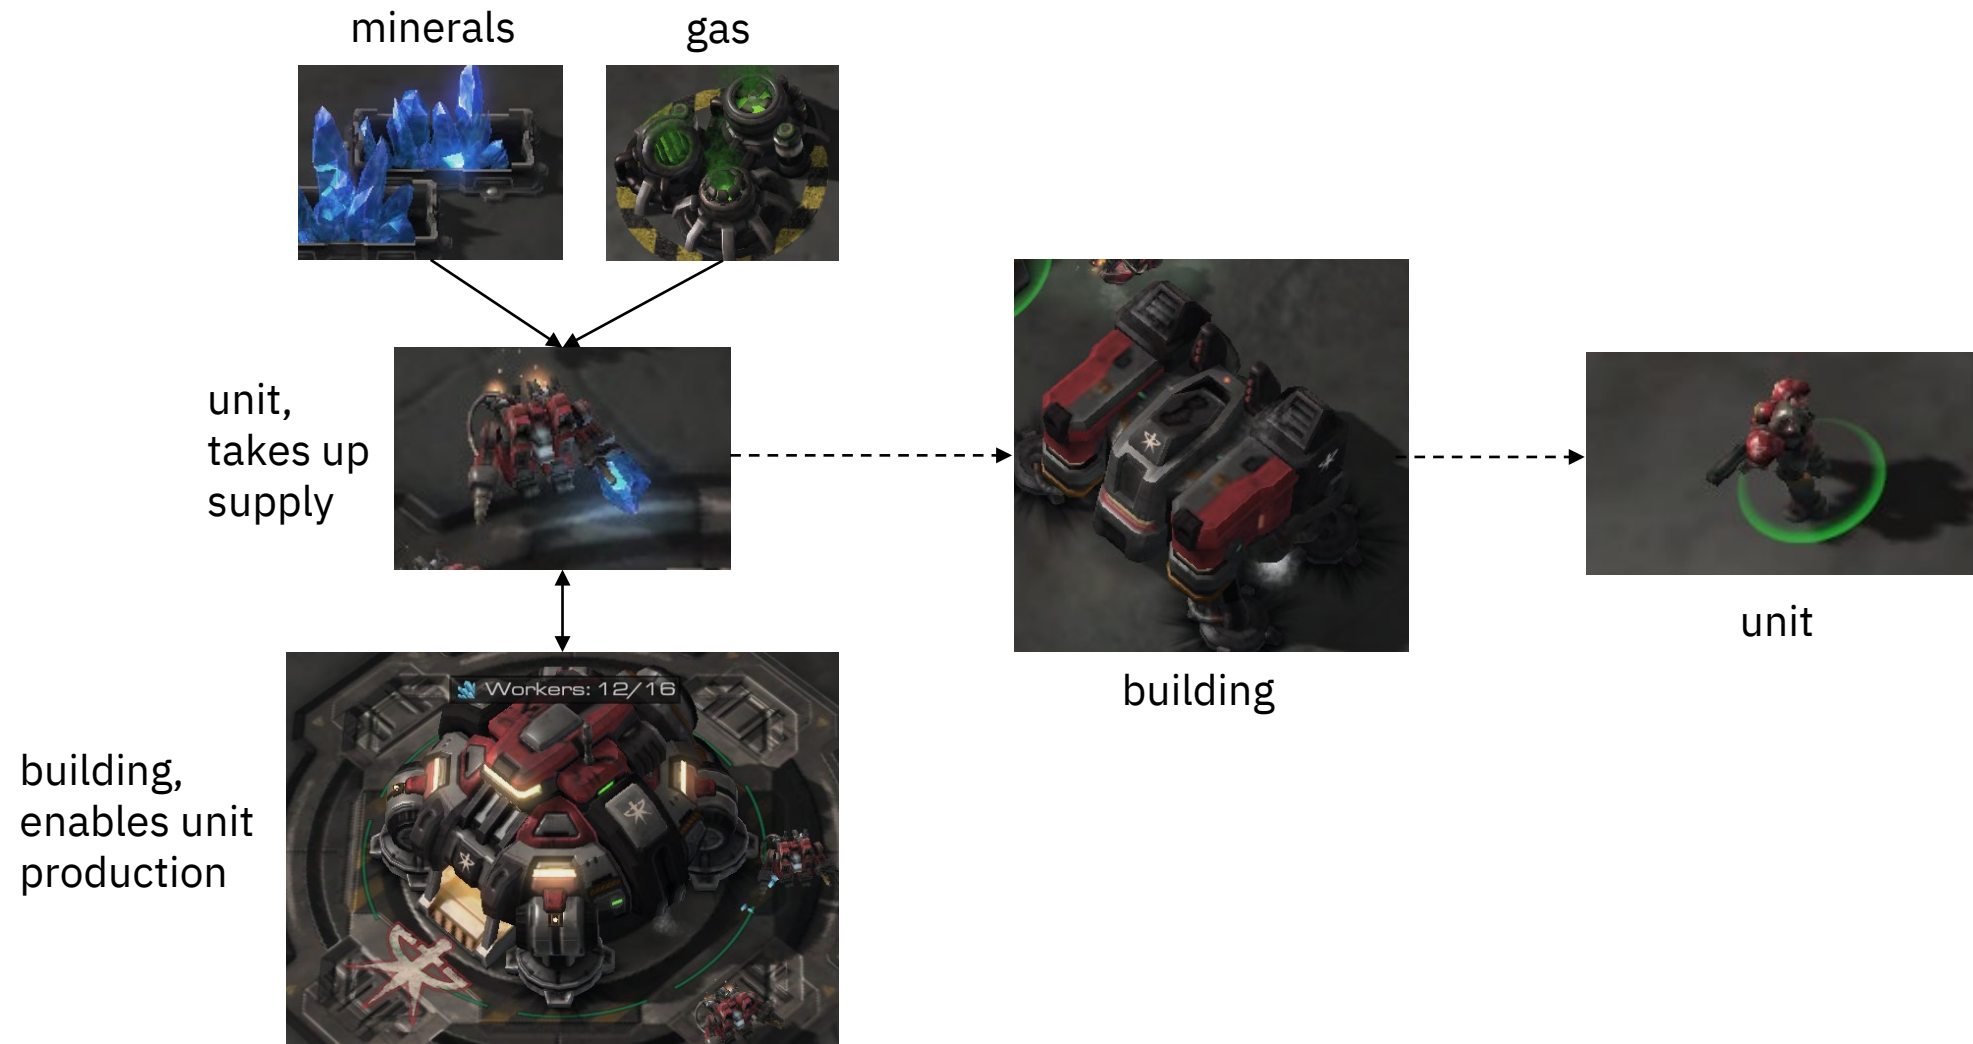 minerals
gas
unit,
takes up
supply
Workers: 12/16
building,
enables unit
production
building
unit